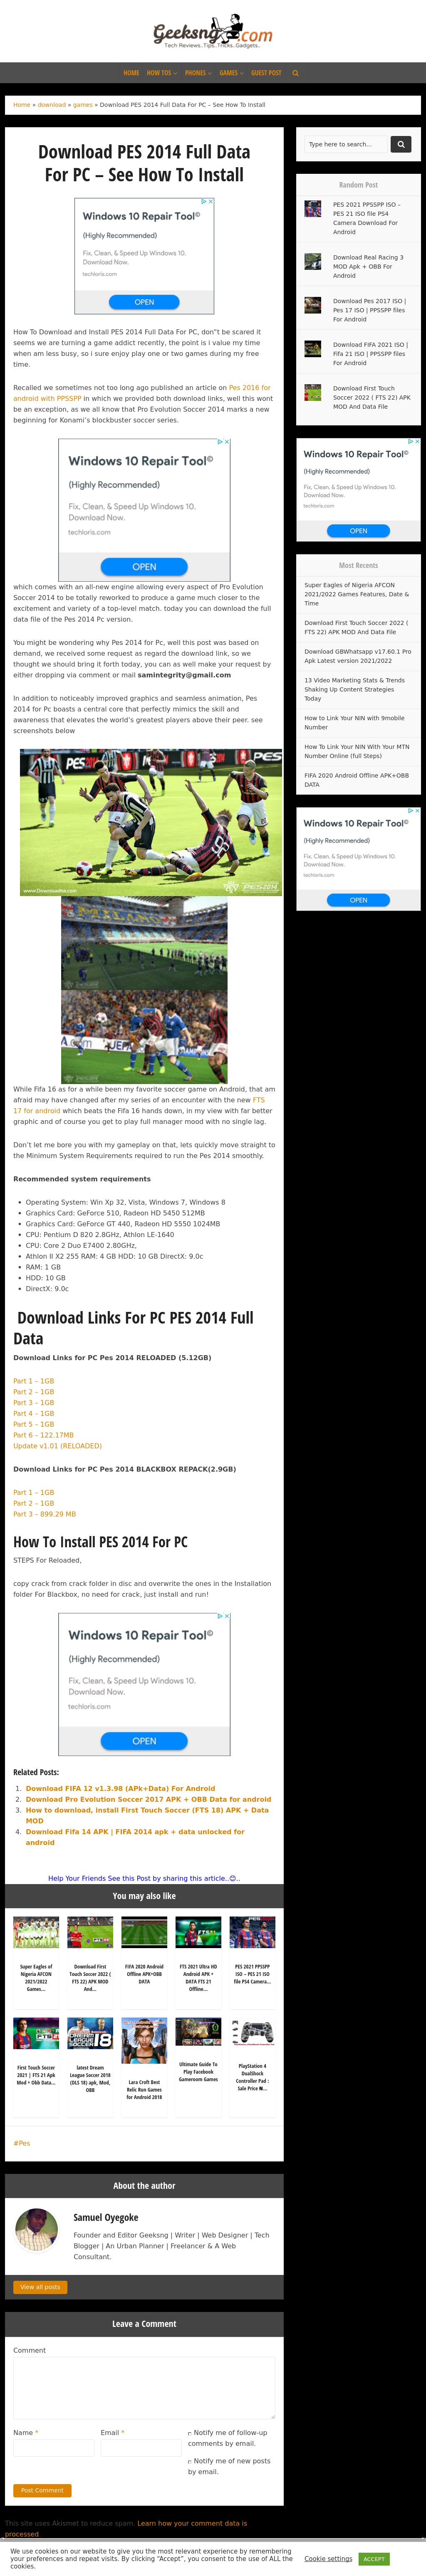 Geeksng.com
Tech Reviews..Tips..Tricks..Gadgets..
HOME HOW TOS PHONES GAMES GUEST POST
Home » download » games » Download PES 2014 Full Data For PC – See How To Install
Download PES 2014 Full Data
For PC – See How To Install
Windows 10 Repair Tool©
(Highly Recommended)
Fix, Clean, & Speed Up Windows 10.
Download Now.
techloris.com
OPEN
How To Download and Install PES 2014 Full Data For PC, don"t be scared it
seems we are turning a game addict recently, the point is it is only my leisure time
when am less busy, so i sure enjoy play one or two games during my free
time.
Recalled we sometimes not too long ago published an article on Pes 2016 for
android with PPSSPP in which we provided both download links, well this wont
be an exception, as we all know that Pro Evolution Soccer 2014 marks a new
beginning for Konami's blockbuster soccer series.
Windows 10 Repair Tool©
(Highly Recommended)
Fix, Clean, & Speed Up Windows 10.
Download Now.
techloris.com
OPEN
which comes with an all-new engine allowing every aspect of Pro Evolution
Soccer 2014 to be totally reworked to produce a game much closer to the
excitement and variety of a top-level match. today you can download the full
data file of the Pes 2014 Pc version.
You might be wondering why Pes 2014 for Pc, well this post was based on
demand, we received some request as regard the download link, so we
thought we should bring it forth today, you can as well make your request by
either dropping via comment or mail samintegrity@gmail.com
In addition to noticeably improved graphics and seamless animation, Pes
2014 for Pc boasts a central core that perfectly mimics the skill and
awareness that elevates the world's greatest players above their peer. see
screenshots below
PES2014
While Fifa 16 as for a while been my favorite soccer game on Android, that am
afraid may have changed after my series of an encounter with the new FTS
17 for android which beats the Fifa 16 hands down, in my view with far better
graphic and of course you get to play full manager mood with no single lag.
Don't let me bore you with my gameplay on that, lets quickly move straight to
the Minimum System Requirements required to run the Pes 2014 smoothly.
Recommended system requirements
Operating System: Win Xp 32, Vista, Windows 7, Windows 8
Graphics Card: GeForce 510, Radeon HD 5450 512MB
Graphics Card: GeForce GT 440, Radeon HD 5550 1024MB
CPU: Pentium D 820 2.8GHz, Athlon LE-1640
CPU: Core 2 Duo E7400 2.80GHz,
Athlon II X2 255 RAM: 4 GB HDD: 10 GB DirectX: 9.0c
RAM: 1 GB
HDD: 10 GB
DirectX: 9.0c
Download Links For PC PES 2014 Full
Data
Download Links for PC Pes 2014 RELOADED (5.12GB)
Part 1 – 1GB
Part 2 – 1GB
Part 3 – 1GB
Part 4 – 1GB
Part 5 – 1GB
Part 6 – 122.17MB
Update v1.01 (RELOADED)
Download Links for PC Pes 2014 BLACKBOX REPACK(2.9GB)
Part 1 – 1GB
Part 2 – 1GB
Part 3 – 899.29 MB
How To Install PES 2014 For PC
STEPS For Reloaded,
copy crack from crack folder in disc and overwrite the ones in the Installation
folder For Blackbox, no need for crack, just install and run!
Windows 10 Repair Tool©
(Highly Recommended)
Fix, Clean, & Speed Up Windows 10.
Download Now.
techloris.com
OPEN
Related Posts:
1. Download FIFA 12 v1.3.98 (APk+Data) For Android
2. Download Pro Evolution Soccer 2017 APK + OBB Data for android
3. How to download, install First Touch Soccer (FTS 18) APK + Data
MOD
4. Download Fifa 14 APK | FIFA 2014 apk + data unlocked for
android
Help Your Friends See this Post by sharing this article..😊..
You may also like
Super Eagles of
Nigeria AFCON
2021/2022
Games...
Download First
Touch Soccer 2022 (
FTS 22) APK MOD
And...
FIFA 2020 Android
Offline APK+OBB
DATA
FTS 2021 Ultra HD
Android APK +
DATA FTS 21
Offline...
PES 2021 PPSSPP
ISO – PES 21 ISO
file PS4 Camera...
First Touch Soccer
2021 | FTS 21 Apk
Mod + Obb Data...
latest Dream
League Soccer 2018
(DLS 18) apk, Mod,
OBB
Lara Croft Best
Relic Run Games
for Android 2018
Ultimate Guide To
Play Facebook
Gameroom Games
PlayStation 4
DualShock
Controller Pad :
Sale Price ₦...
#Pes
About the author
Samuel Oyegoke
Founder and Editor Geeksng | Writer | Web Designer | Tech
Blogger | An Urban Planner | Freelancer & A Web
Consultant.
View all posts
Leave a Comment
Comment
Name *
Email *
Notify me of follow-up
comments by email.
Notify me of new posts
by email.
Post Comment
This site uses Akismet to reduce spam. Learn how your comment data is
processed
Type here to search...
Random Post
PES 2021 PPSSPP ISO –
PES 21 ISO file PS4
Camera Download For
Android
Download Real Racing 3
MOD Apk + OBB For
Android
Download Pes 2017 ISO |
Pes 17 ISO | PPSSPP files
For Android
Download FIFA 2021 ISO |
Fifa 21 ISO | PPSSPP files
For Android
Download First Touch
Soccer 2022 ( FTS 22) APK
MOD And Data File
Windows 10 Repair Tool©
(Highly Recommended)
Fix, Clean, & Speed Up Windows 10.
Download Now.
techloris.com
OPEN
Most Recents
Super Eagles of Nigeria AFCON
2021/2022 Games Features, Date &
Time
Download First Touch Soccer 2022 (
FTS 22) APK MOD And Data File
Download GBWhatsapp v17.60.1 Pro
Apk Latest version 2021/2022
13 Video Marketing Stats & Trends
Shaking Up Content Strategies
Today
How to Link Your NIN with 9mobile
Number
How To Link Your NIN With Your MTN
Number Online (full Steps)
FIFA 2020 Android Offline APK+OBB
DATA
Windows 10 Repair Tool©
(Highly Recommended)
Fix, Clean, & Speed Up Windows 10.
Download Now.
techloris.com
OPEN
We use cookies on our website to give you the most relevant experience by remembering
your preferences and repeat visits. By clicking "Accept", you consent to the use of ALL the
cookies.
Cookie settings
ACCEPT